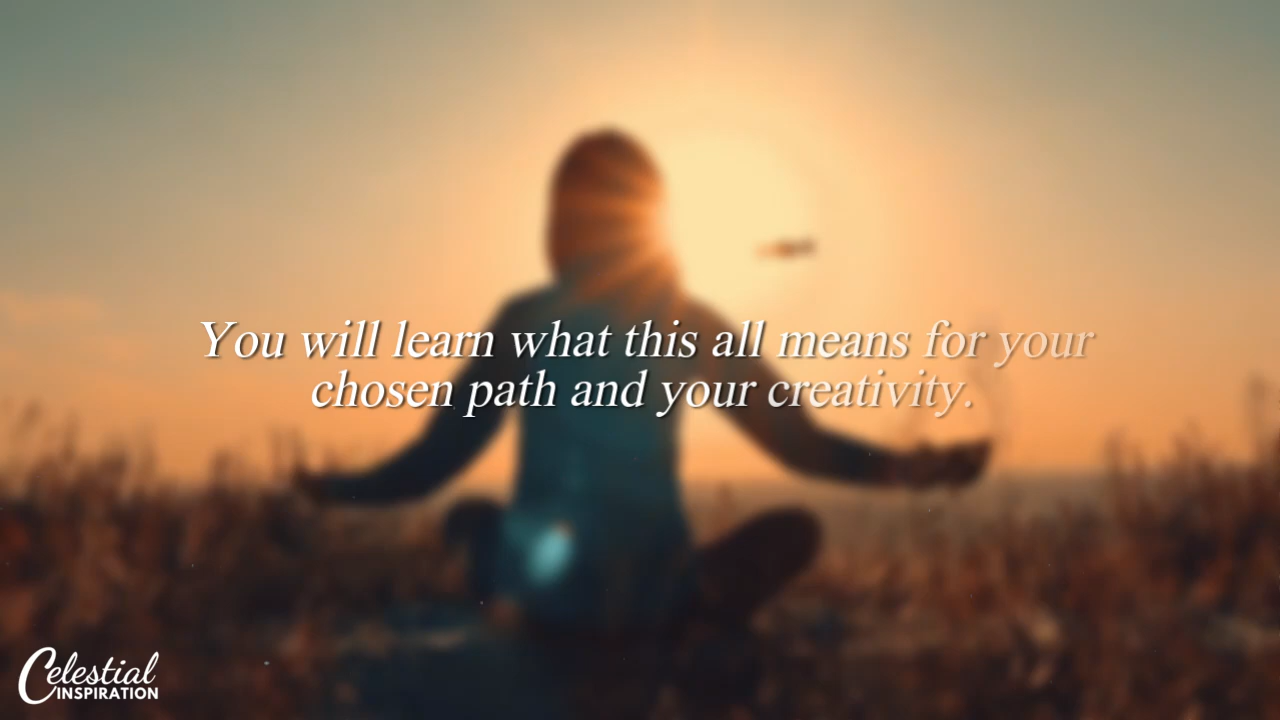 You will learn what this all means for your
chosen path and your creativity.
Celestial
INSPIRATION